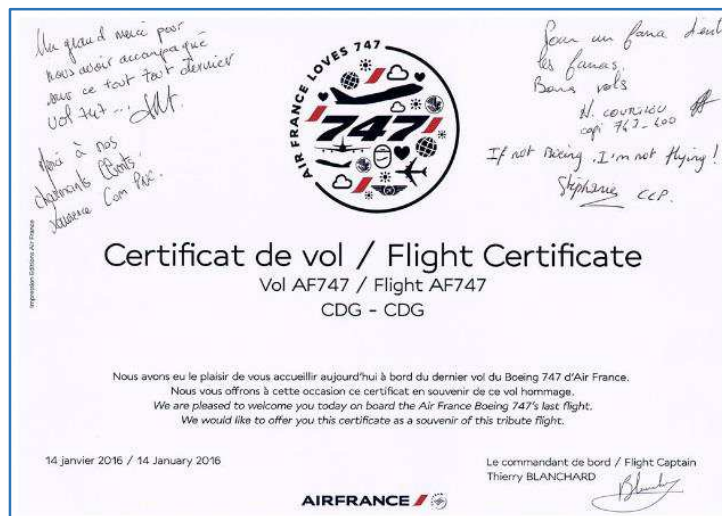 Un grand merci pour
nous avoir accompagné
sur ce tout tout dernier
vol 747 ...
Merci à nos
charmants clients.
Laurence
Pour un fana
les fanas.
Bons vols
N.
747-400
If not Boeing. I'm not flying!
Stéphanie CCP.
AIR FRANCE LOVES 747
'747'
Impression Editions Air France
Certificat de vol / Flight Certificate
Vol AF747 / Flight AF747
CDG - CDG
Nous avons eu le plaisir de vous accueillir aujourd'hui à bord du dernier vol du Boeing 747 d'Air France.
Nous vous offrons à cette occasion ce certificat en souvenir de ce vol hommage.
We are pleased to welcome you today on board the Air France Boeing 747's last flight.
We would like to offer you this certificate as a souvenir of this tribute flight.
14 janvier 2016 / 14 January 2016
Le commandant de bord / Flight Captain
Thierry BLANCHARD
AIRFRANCE